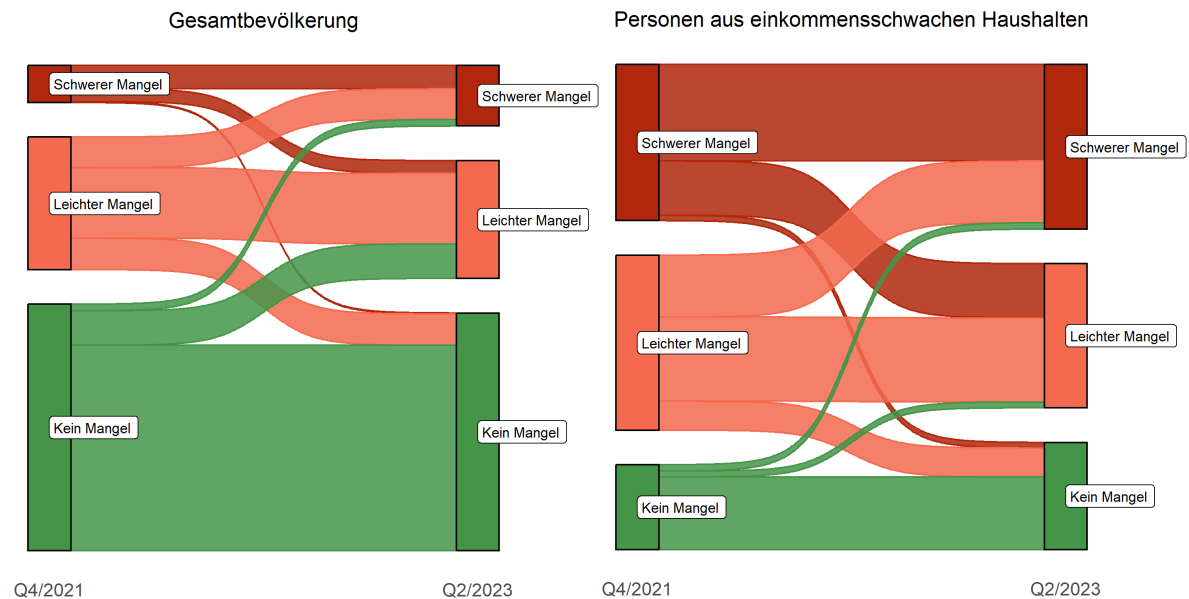 Gesamtbevölkerung
Schwerer Mangel
Leichter Mangel
Kein Mangel
Schwerer Mangel
Leichter Mangel
Kein Mangel
Q4/2021
Q2/2023
Personen aus einkommensschwachen Haushalten
Schwerer Mangel
Leichter Mangel
Kein Mangel
Schwerer Mangel
Leichter Mangel
Kein Mangel
Q4/2021
Q2/2023